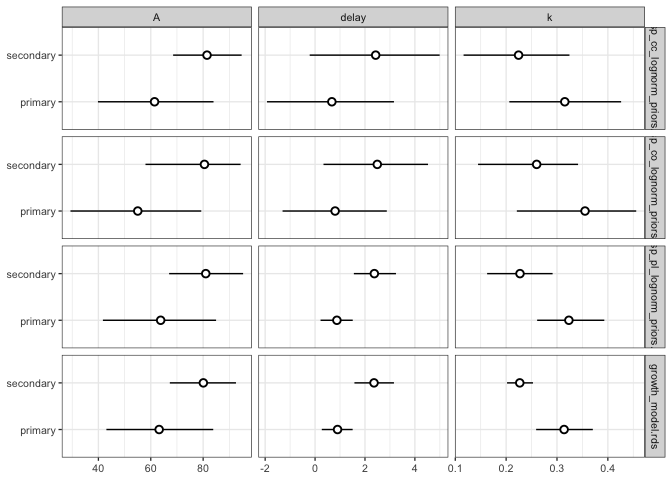 A
delay
k
secondary
primary
p_cc_lognorm_priors
secondary
primary
p_co_lognorm_priors
secondary
primary
sp_pl_lognorm_priors
secondary
primary
growth_model.rds
40 60 80
-2 0 2 4
0.1 0.2 0.3 0.4